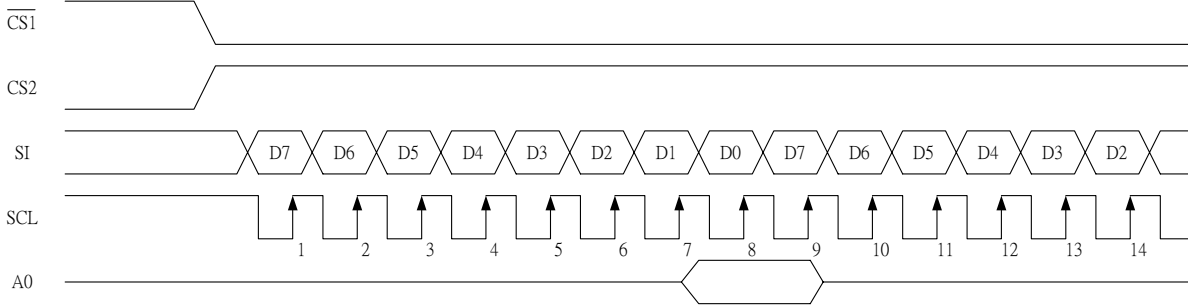 CS1
CS2
SI D7 D6 D5 D4 D3 D2 D1 D0 D7 D6 D5 D4 D3 D2
SCL
1 2 3 4 5 6 7 8 9 10 11 12 13 14
A0